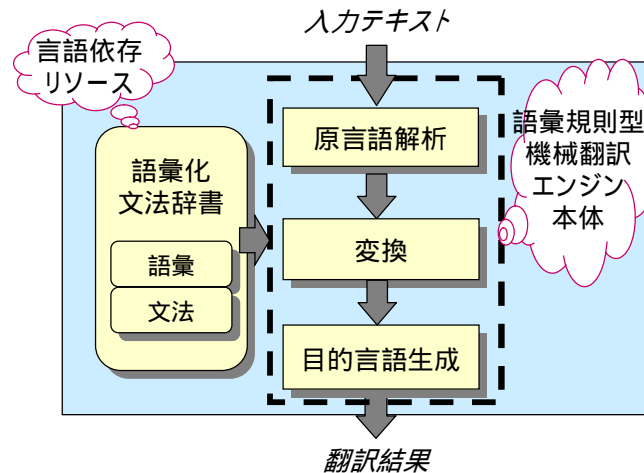 入力テキスト
言語依存
リソース
語彙化
文法辞書
語彙
文法
原言語解析
変換
目的言語生成
語彙規則型
機械翻訳
エンジン
本体
翻訳結果